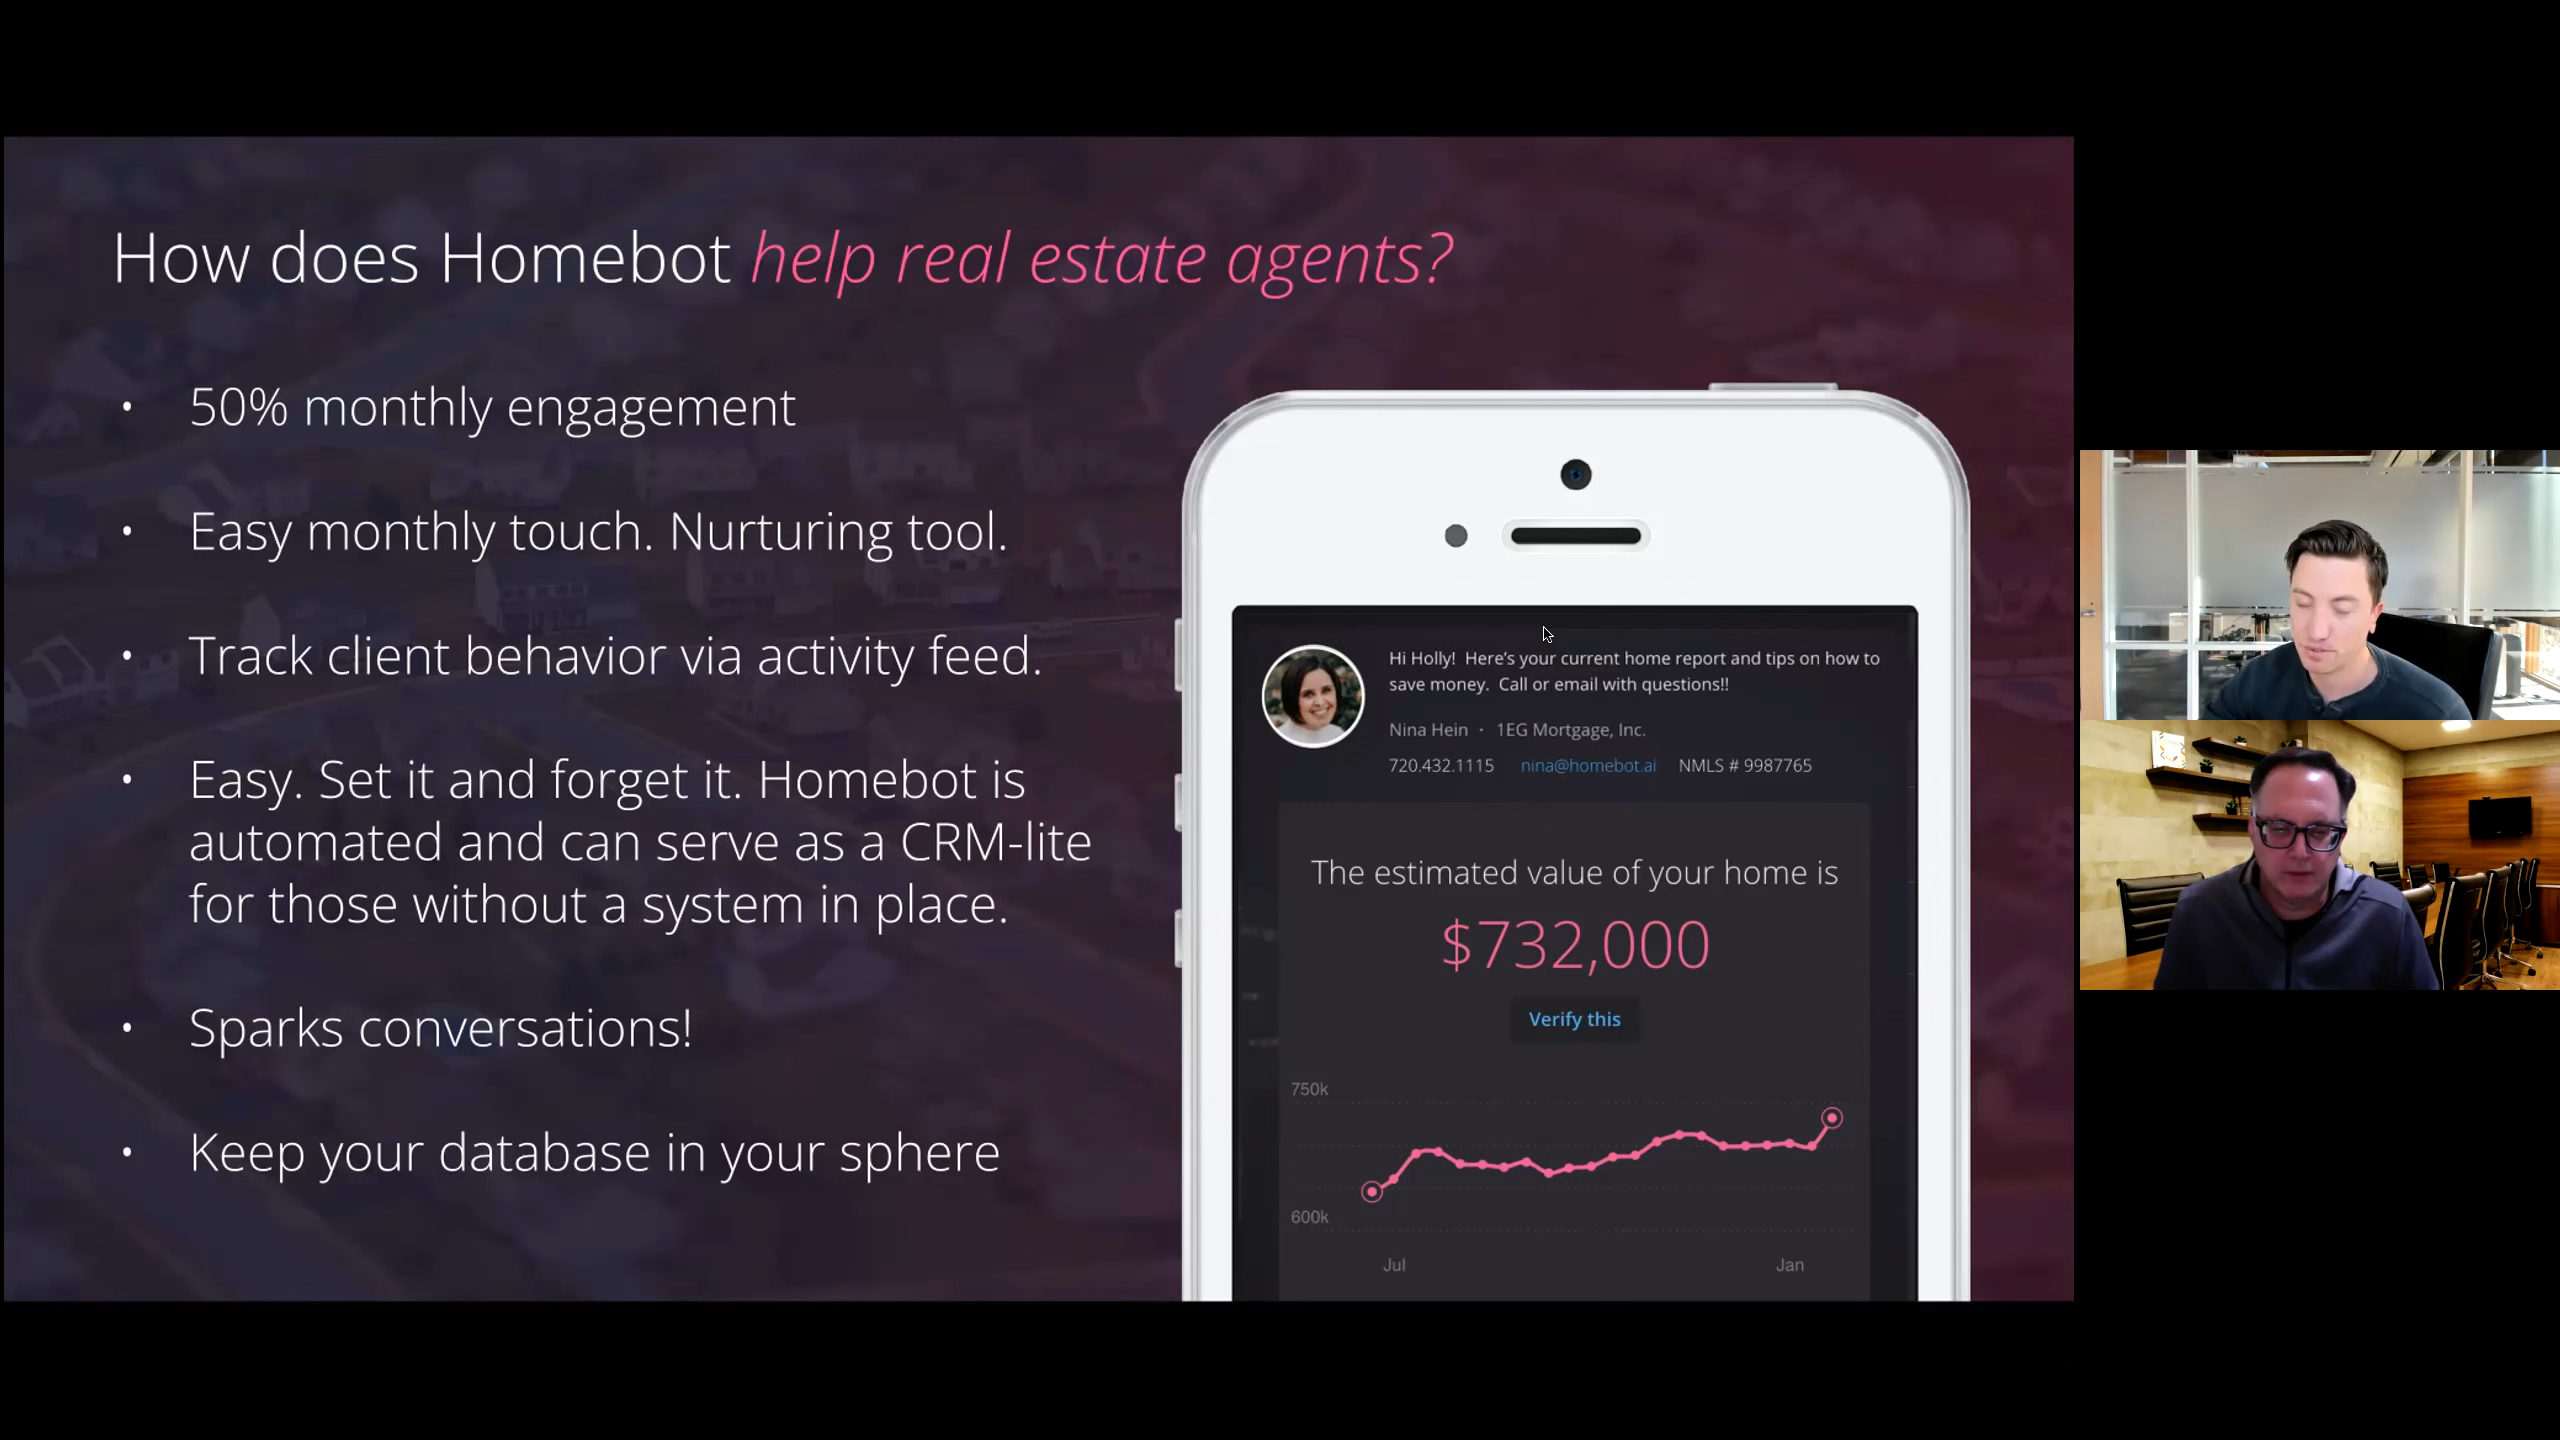 How does Homebot help real estate agents?
• 50% monthly engagement
• Easy monthly touch. Nurturing tool.
• Track client behavior via activity feed.
• Easy. Set it and forget it. Homebot is
automated and can serve as a CRM-lite
for those without a system in place.
• Sparks conversations!
• Keep your database in your sphere
Hi Holly! Here's your current home report and tips on how to
save money. Call or email with questions!!
Nina Hein · 1EG Mortgage, Inc.
720.432.1115 nina@homebot.ai NMLS # 9987765
The estimated value of your home is
$732,000
Verify this
750k
600k
Jul Jan